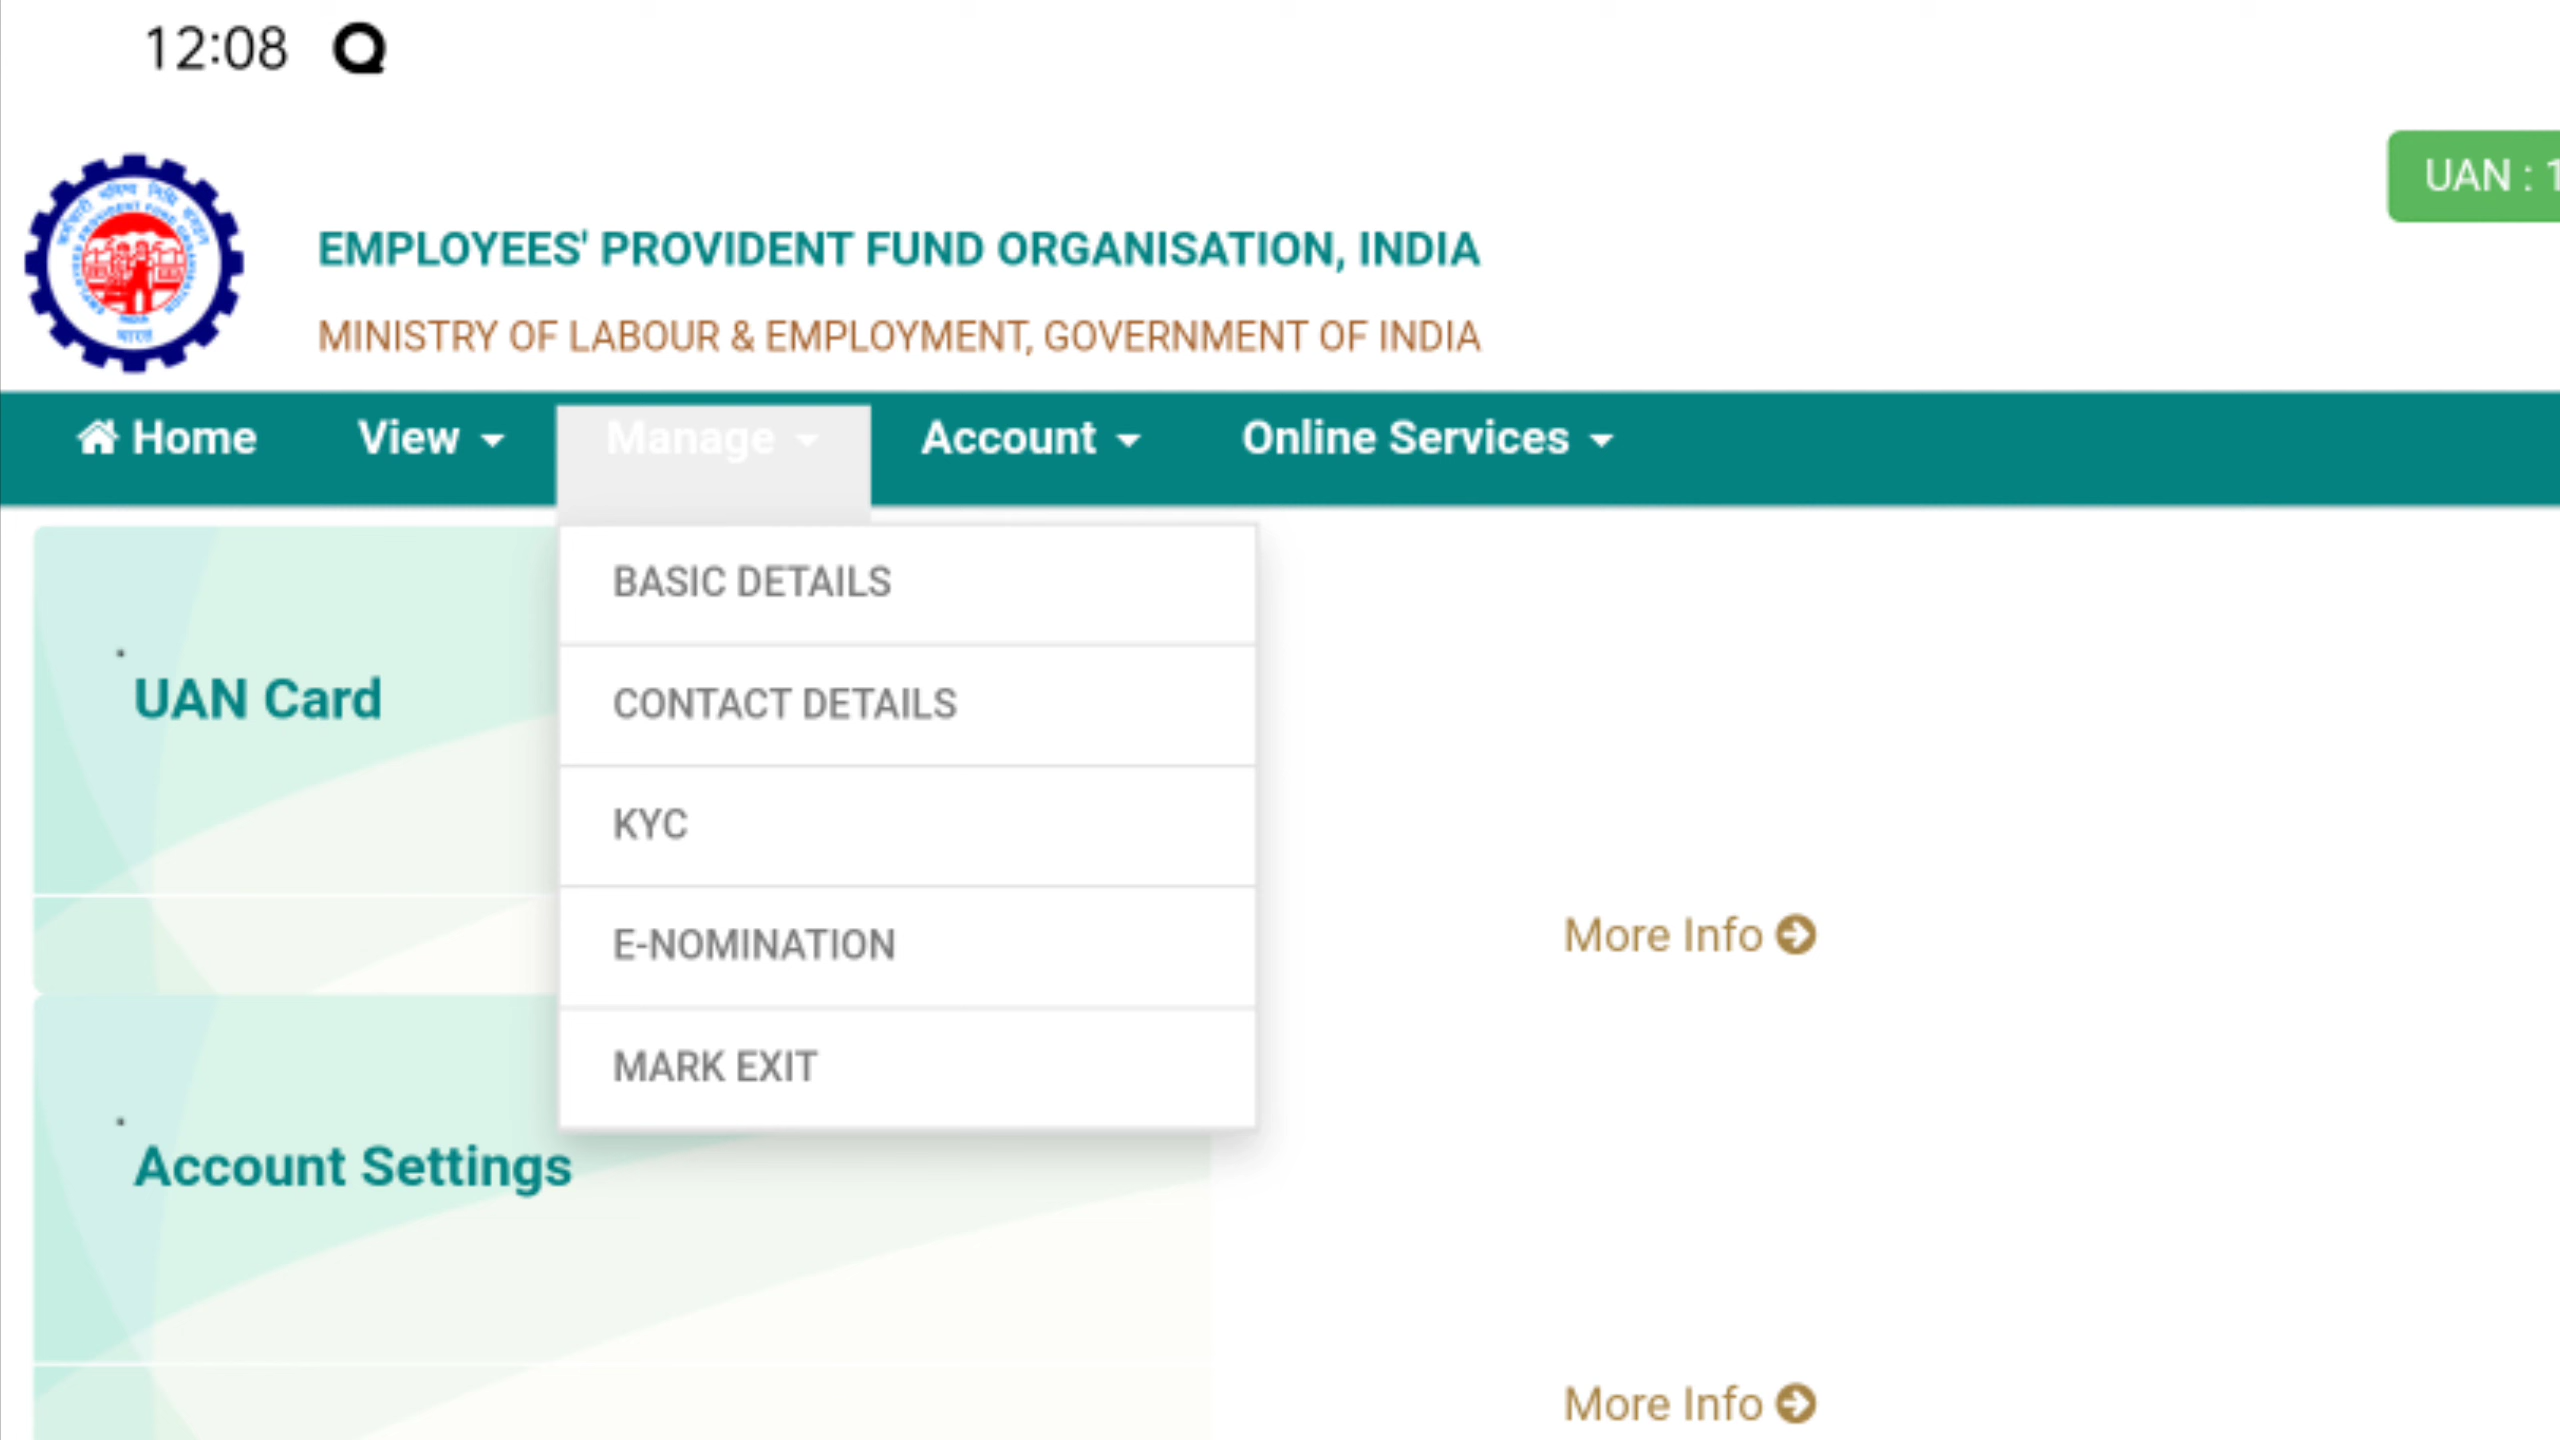 12:08
UAN : 1
EMPLOYEES' PROVIDENT FUND ORGANISATION, INDIA
MINISTRY OF LABOUR & EMPLOYMENT, GOVERNMENT OF INDIA
Home View Manage Account Online Services
BASIC DETAILS
UAN Card
CONTACT DETAILS
KYC
E-NOMINATION
More Info
MARK EXIT
Account Settings
More Info